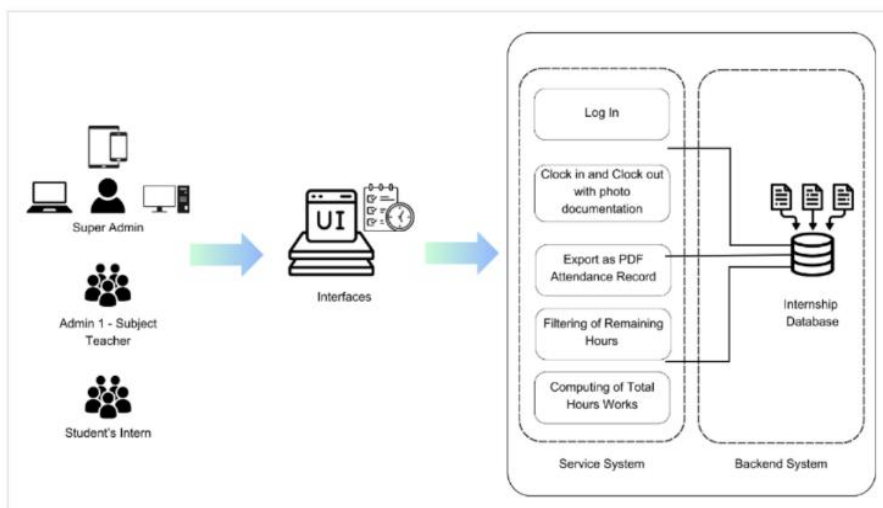 Super Admin
Admin 1 - Subject
Teacher
Student's Intern
UI
Interfaces
Log In
Clock in and Clock out
with photo
documentation
Export as PDF
Attendance Record
Filtering of Remaining
Hours
Computing of Total
Hours Works
Service System
Internship
Database
Backend System